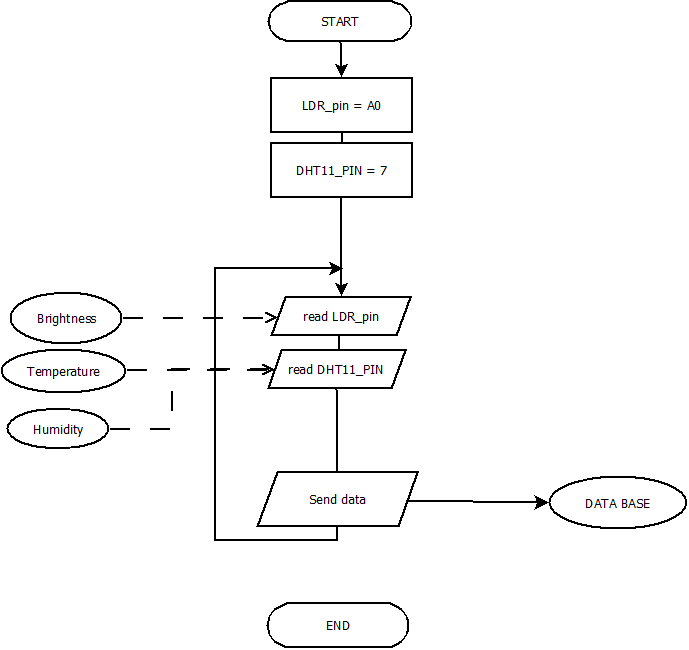 START
LDR_pin = A0
DHT11_PIN = 7
Brightness
read LDR_pin
Temperature
read DHT11_PIN
Humidity
Send data
DATA BASE
END